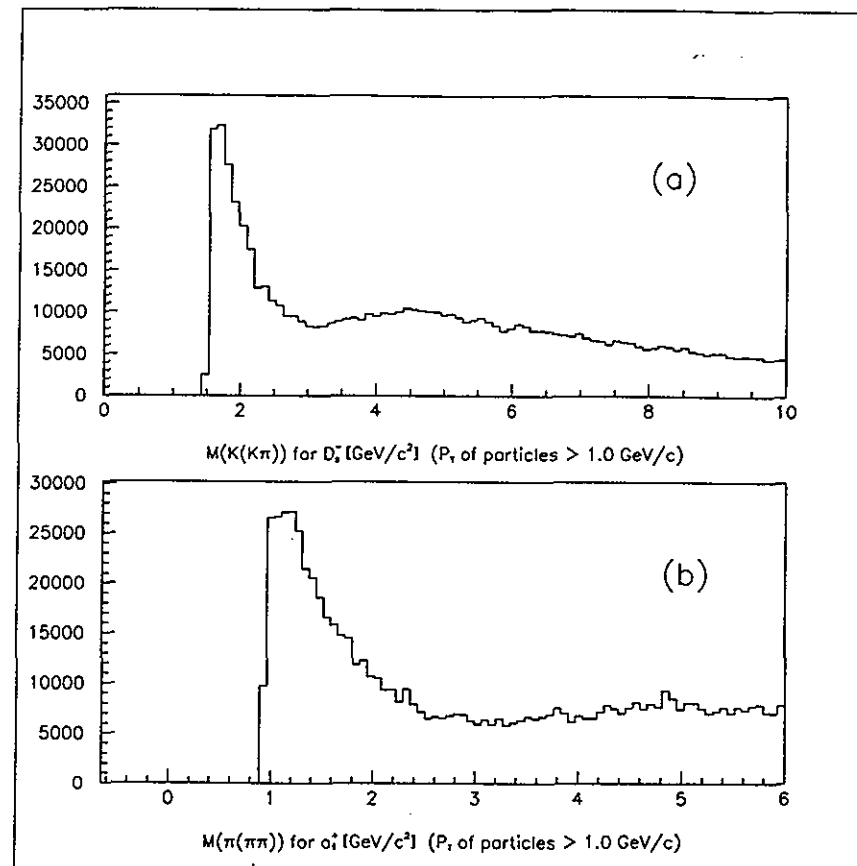 35000
30000
25000
20000
15000
10000
5000
0
(a)
0 2 4 6 8 10
M(K(Kπ)) for Dₛ⁻ [GeV/c²] (P_T of particles > 1.0 GeV/c)
30000
25000
20000
15000
10000
5000
0
(b)
0 1 2 3 4 5 6
M(π(ππ)) for [GeV/c²] (P_T of particles > 1.0 GeV/c)